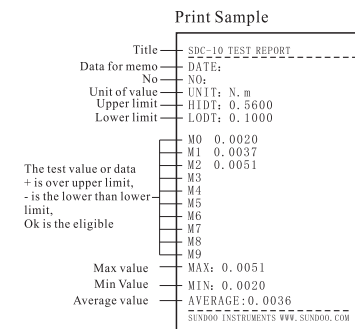 Print Sample
Title
SDC-10 TEST REPORT
Data for memo
DATE:
No
NO:
Unit of value
UNIT: N.m
Upper limit
HIDT: 0.5600
Lower limit
LODT: 0.1000
The test value or data
+ is over upper limit,
- is the lower than lower
limit,
Ok is the eligible
M0 0.0020
M1 0.0037
M2 0.0051
M3
M4
M5
M6
M7
M8
M9
Max value
MAX: 0.0051
Min Value
MIN: 0.0020
Average value
AVERAGE:0.0036
SUNDOO INSTRUMENTS WWW.SUNDOO.COM